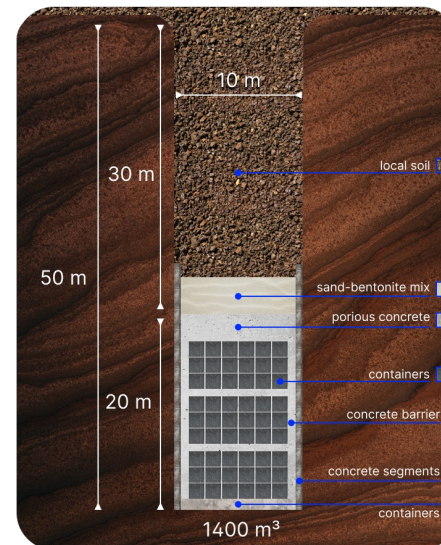 10 m
local soil
30 m
50 m
sand-bentonite mix
porious concrete
containers
20 m
concrete barrier
concrete segments
containers
1400 m³